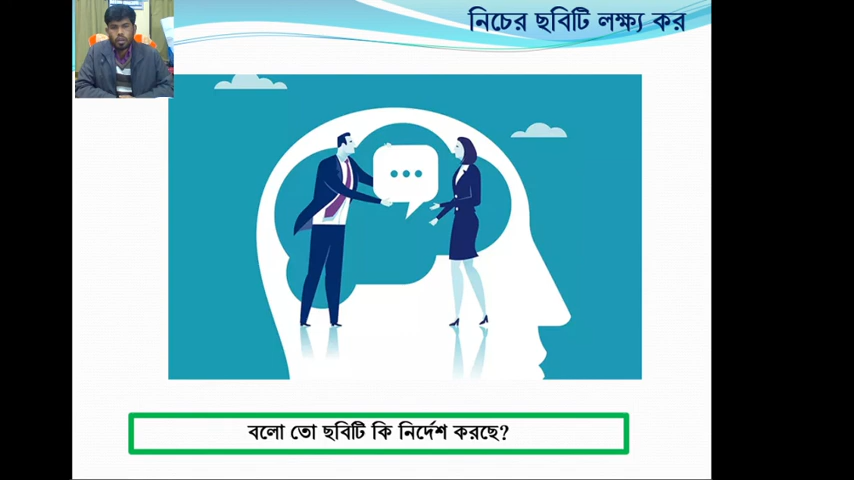 নিচের ছবিটি লক্ষ্য কর
বলো তো ছবিটি কি নির্দেশ করছে?